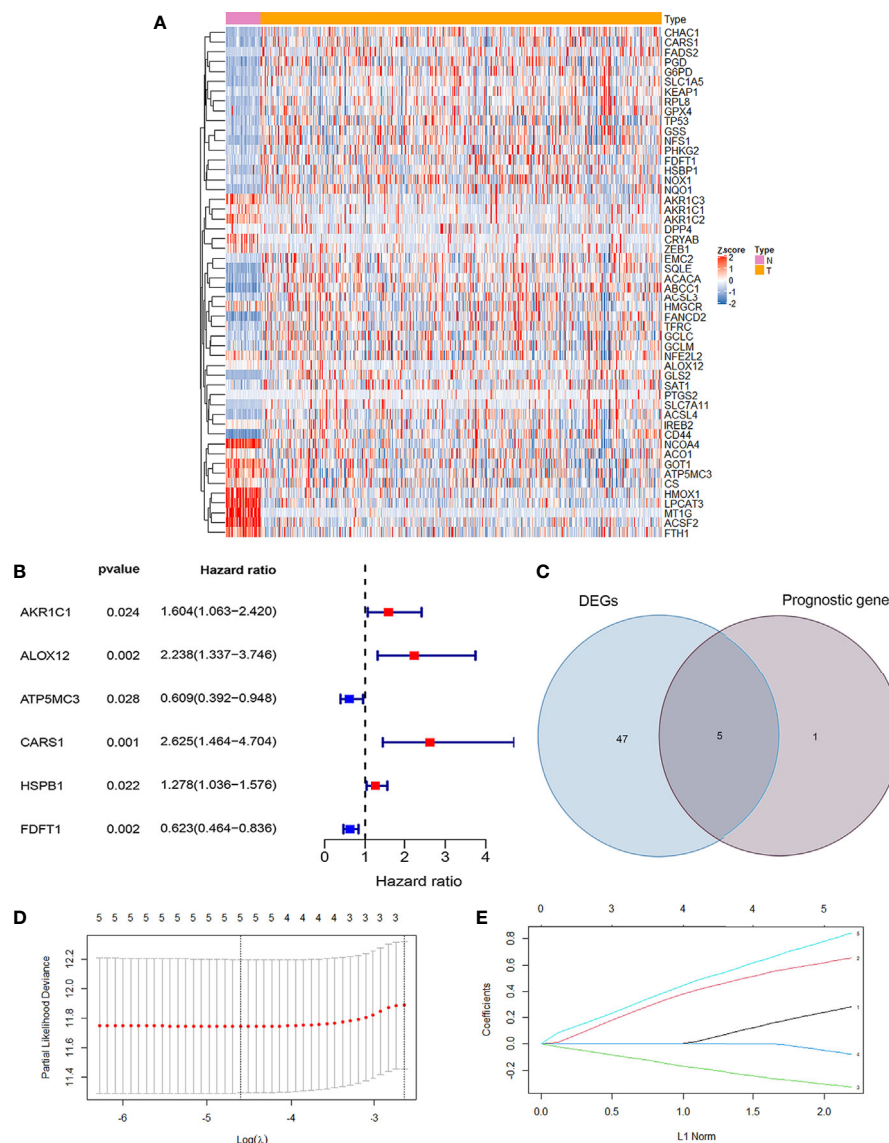 A
Type
CHAC1
CARS1
FADS2
PGD
G6PD
SLC1A5
KEAP1
RPL8
GPX4
TP53
GSS
NFS1
PHKG2
FDFT1
HSBP1
NOX1
NQO1
AKR1C3
AKR1C1
AKR1C2
DPP4
CRYAB
ZEB1
EMC2
SQLE
ACACA
ABCC1
ACSL3
HMGCR
FANCD2
TFRC
GCLC
GCLM
NFE2L2
ALOX12
GLS2
SAT1
PTGS2
SLC7A11
ACSL4
IREB2
CD44
NCOA4
ACO1
GOT1
ATP5MC3
CS
HMOX1
LPCAT3
MT1G
ACSF2
FTH1
Zscore Type
2 N
1 T
0
-1
-2
B
pvalue Hazard ratio
AKR1C1 0.024 1.604(1.063−2.420)
ALOX12 0.002 2.238(1.337−3.746)
ATP5MC3 0.028 0.609(0.392−0.948)
CARS1 0.001 2.625(1.464−4.704)
HSPB1 0.022 1.278(1.036−1.576)
FDFT1 0.002 0.623(0.464−0.836)
0 1 2 3 4
Hazard ratio
C
DEGs Prognostic gene
47 5 1
D
5 5 5 5 5 5 5 5 5 5 4 4 4 4 3 3 3 3
Partial Likelihood Deviance
12.2
12.0
11.8
11.6
11.4
-6 -5 -4 -3
Log(λ)
E
0 3 4 4 5
Coefficients
0.8
0.6
0.4
0.2
0.0
-0.2
5
2
1
4
3
0.0 0.5 1.0 1.5 2.0
L1 Norm